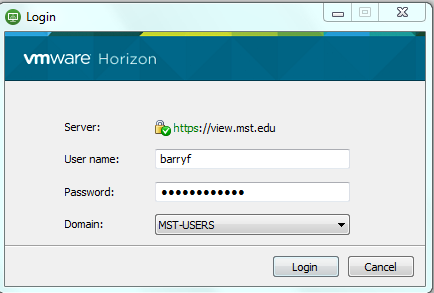 Login
vmware Horizon
Server: https://view.mst.edu
User name: barryf
Password: ••••••••••••
Domain: MST-USERS
Login Cancel